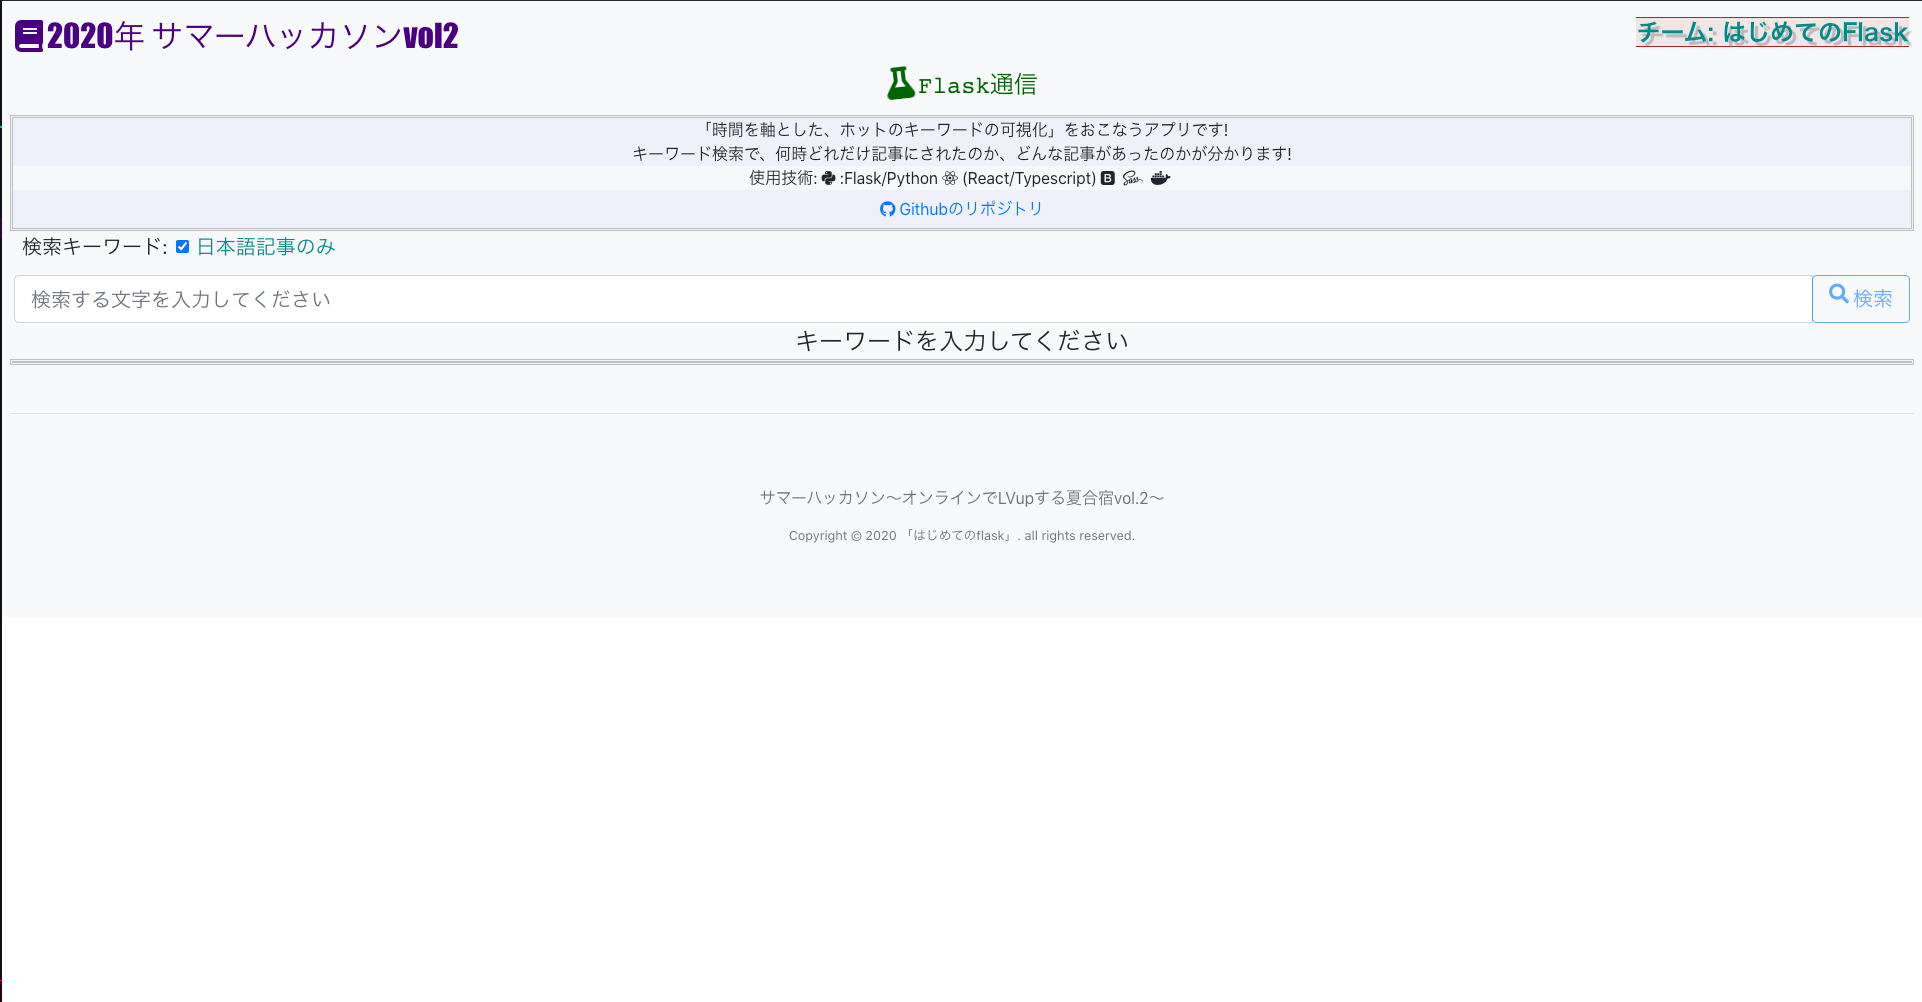 2020年 サマーハッカソンvol2
チーム: はじめてのFlask
Flask通信
「時間を軸とした、ホットのキーワードの可視化」をおこなうアプリです!
キーワード検索で、何時どれだけ記事にされたのか、どんな記事があったのかが分かります!
使用技術: :Flask/Python (React/Typescript) B Sass
Githubのリポジトリ
検索キーワード: 日本語記事のみ
検索する文字を入力してください
検索
キーワードを入力してください
サマーハッカソン〜オンラインでLVupする夏合宿vol.2〜
Copyright © 2020 「はじめてのflask」. all rights reserved.